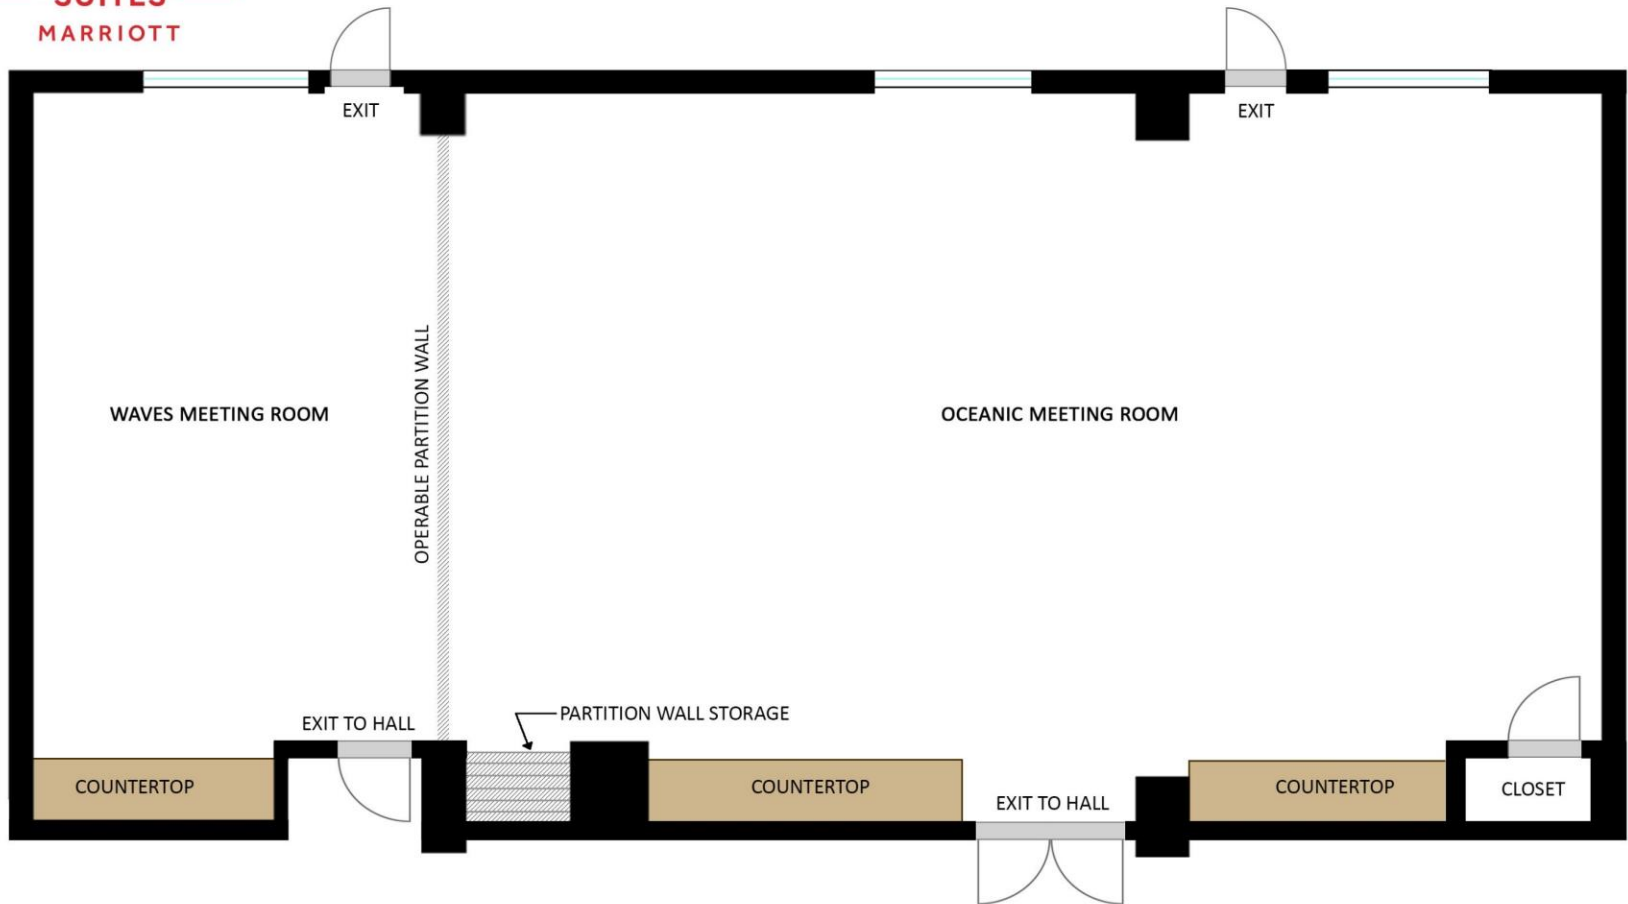 SUITES
MARRIOTT
EXIT
EXIT
OPERABLE PARTITION WALL
WAVES MEETING ROOM
OCEANIC MEETING ROOM
PARTITION WALL STORAGE
EXIT TO HALL
COUNTERTOP
COUNTERTOP
EXIT TO HALL
COUNTERTOP
CLOSET